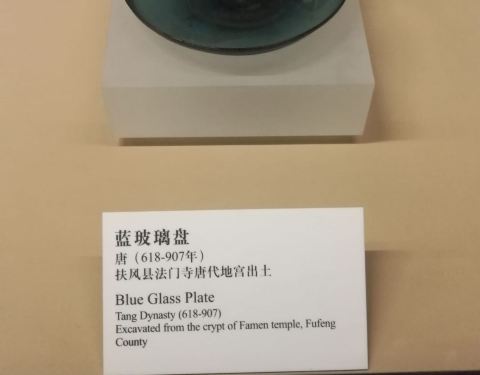 蓝玻璃盘
唐（618-907年）
扶风县法门寺唐代地宫出土
Blue Glass Plate
Tang Dynasty (618-907)
Excavated from the crypt of Famen temple, Fufeng
County